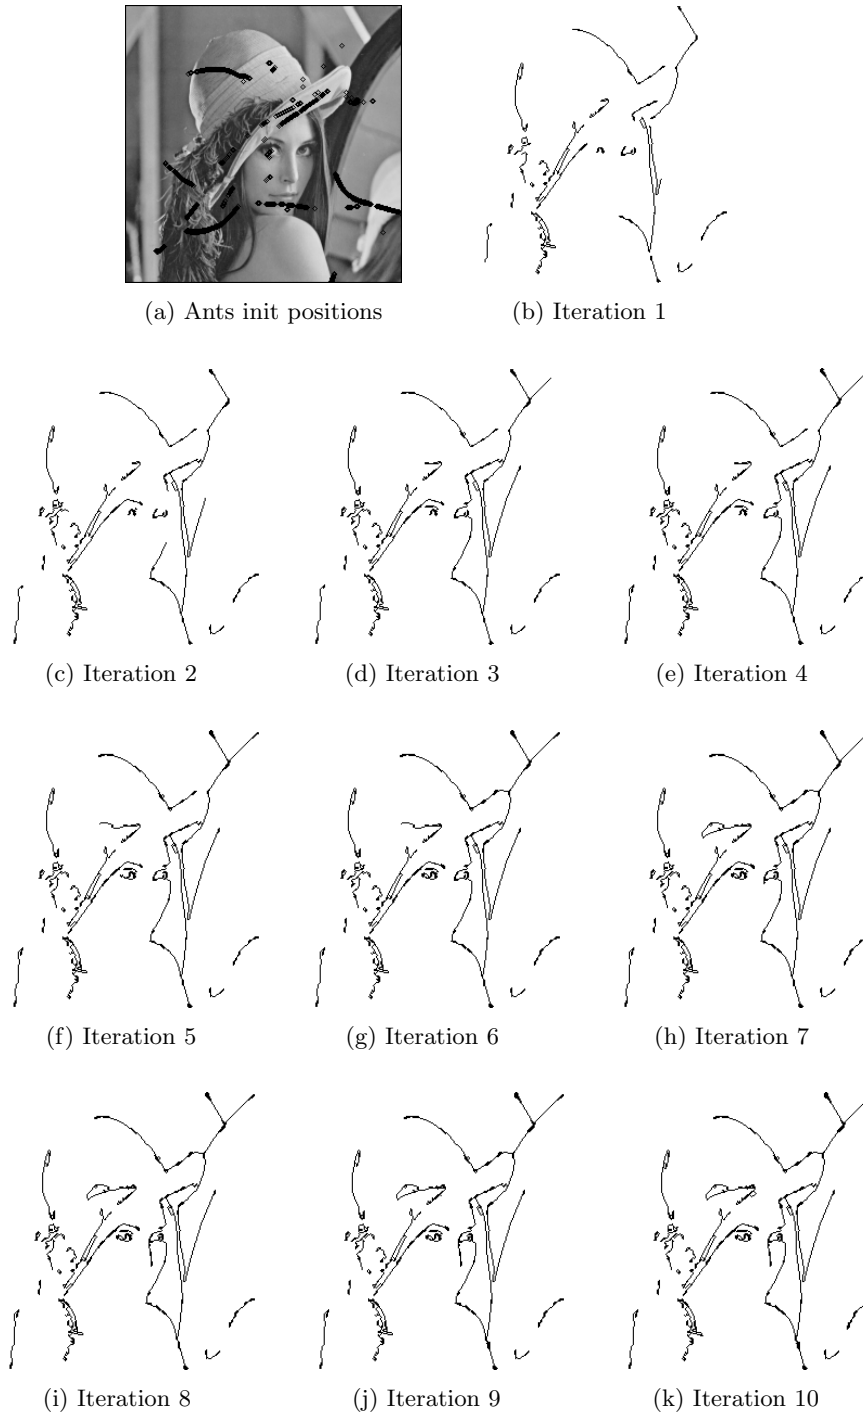 (a) Ants init positions
(b) Iteration 1
(c) Iteration 2
(d) Iteration 3
(e) Iteration 4
(f) Iteration 5
(g) Iteration 6
(h) Iteration 7
(i) Iteration 8
(j) Iteration 9
(k) Iteration 10